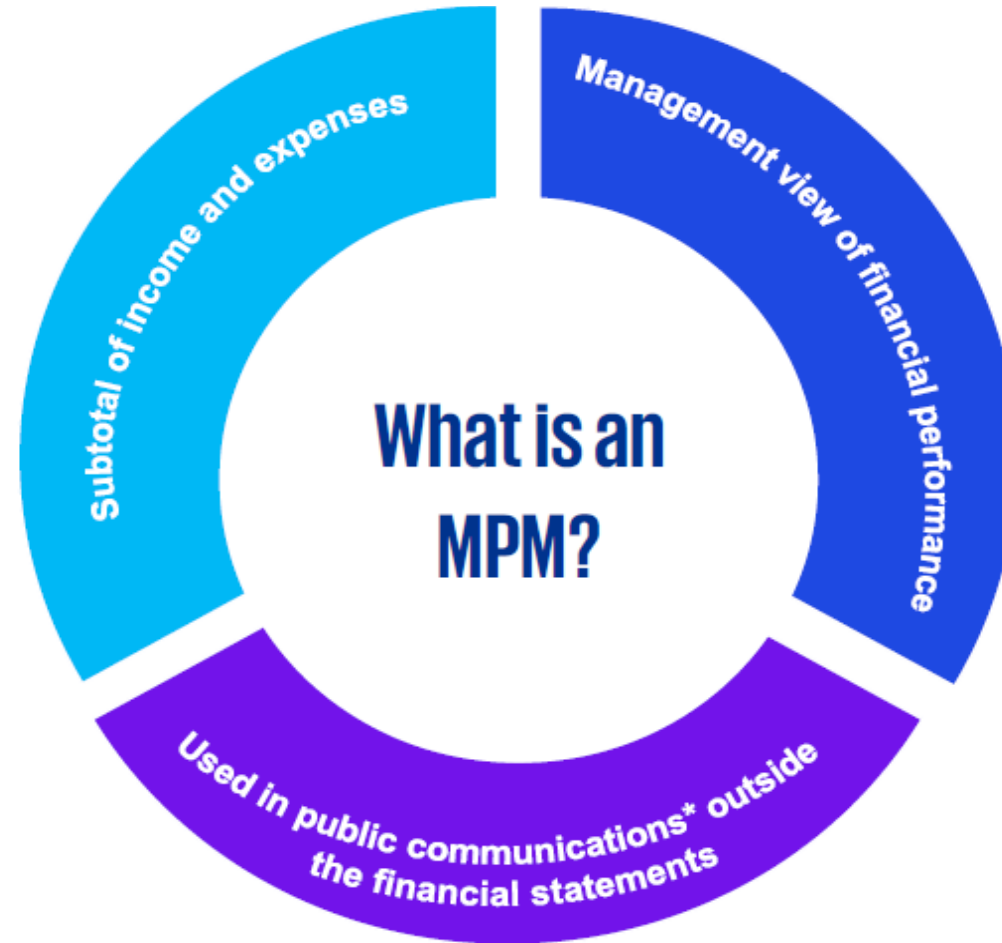 Subtotal of income and expenses
Management view of financial performance
What is an
MPM?
Used in public communications* outside
the financial statements